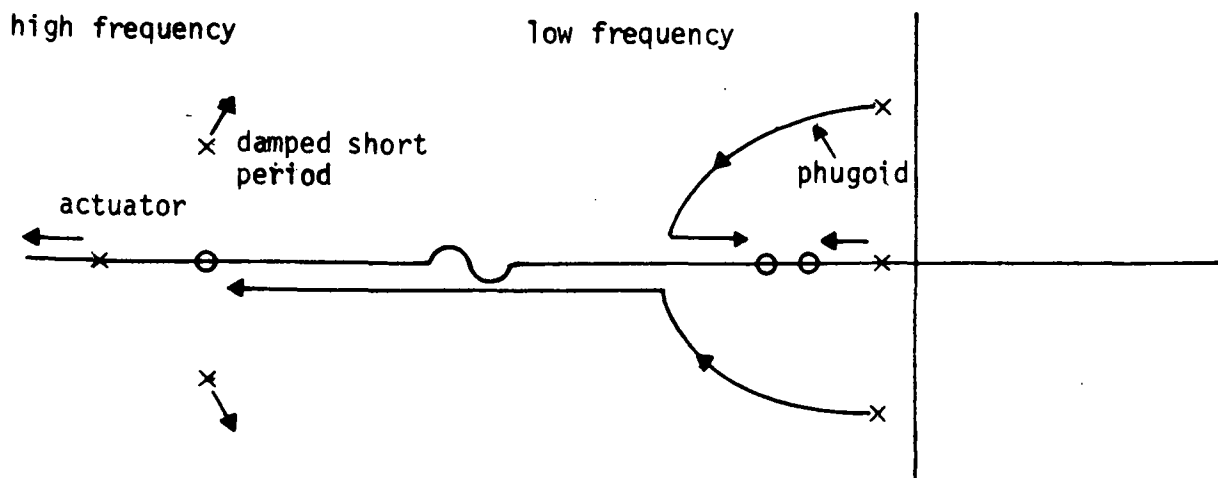 high frequency
low frequency
damped short
period
phugoid
actuator